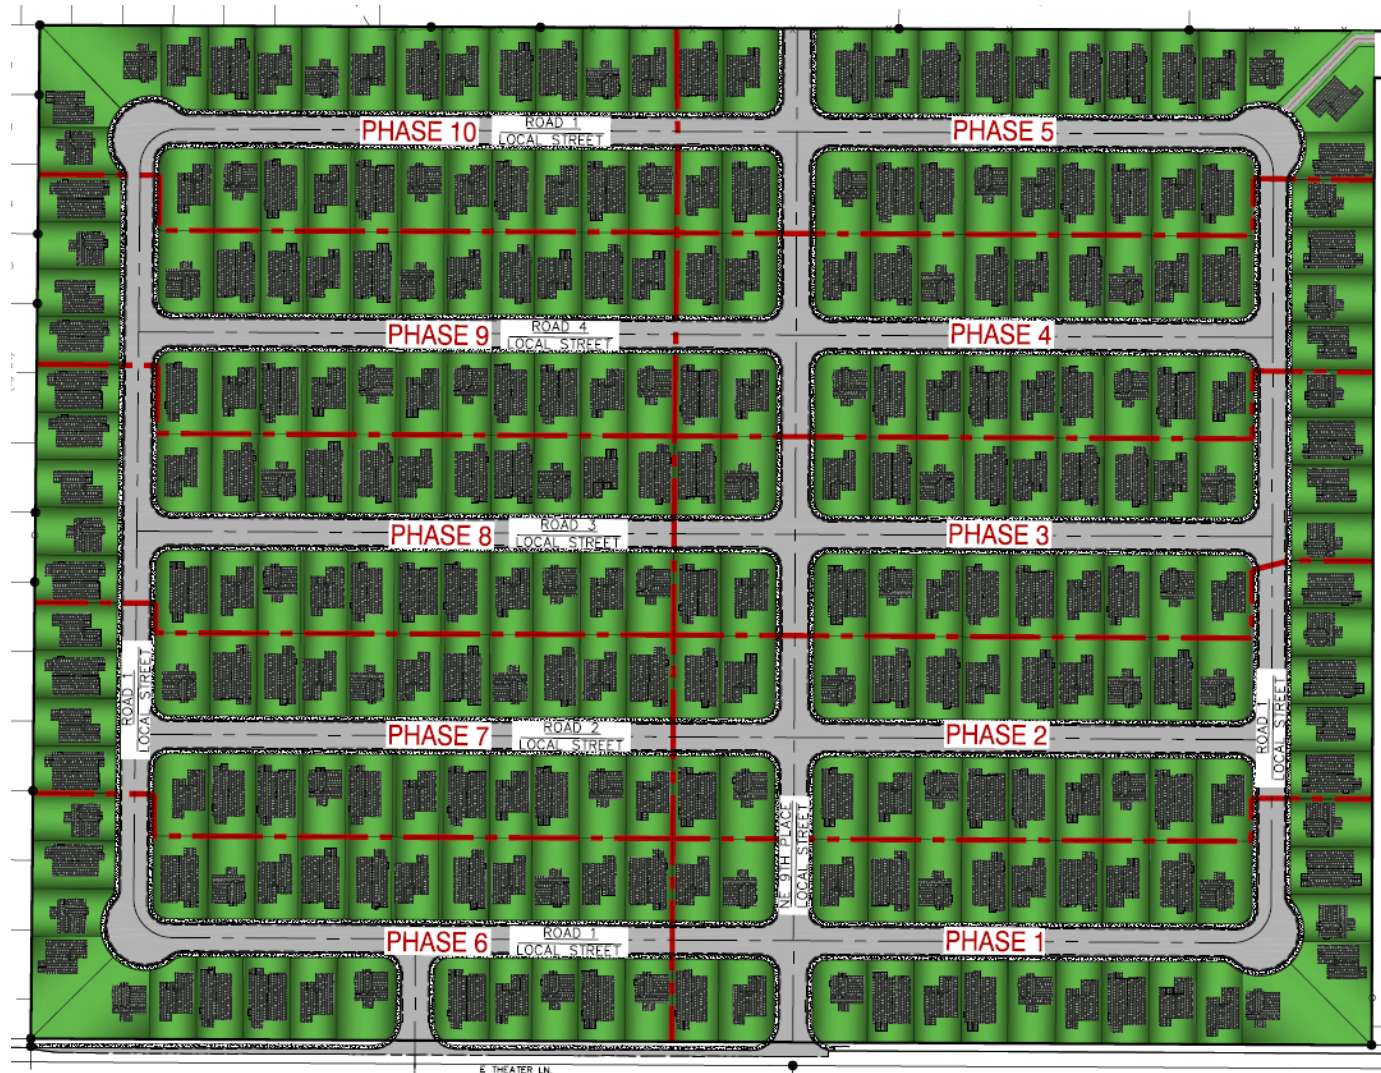 PHASE 10
ROAD 1
LOCAL STREET
PHASE 5
PHASE 9
ROAD 4
LOCAL STREET
PHASE 4
PHASE 8
ROAD 3
LOCAL STREET
PHASE 3
ROAD 1
LOCAL STREET
PHASE 7
ROAD 2
LOCAL STREET
PHASE 2
ROAD 1
LOCAL STREET
NE 9TH PLACE
LOCAL STREET
PHASE 6
ROAD 1
LOCAL STREET
PHASE 1
E THEATER LN.